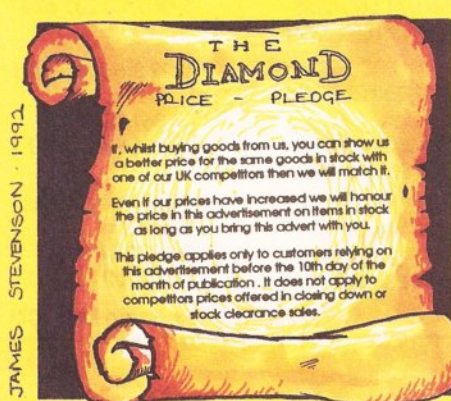 THE
DIAMOND
PRICE - PLEDGE
If, whilst buying goods from us, you can show us
a better price for the same goods in stock with
one of our UK competitors then we will match it.
Even if our prices have increased we will honour
the price in this advertisement on items in stock
as long as you bring this advert with you.
This pledge applies only to customers relying on
this advertisement before the 10th day of the
month of publication . It does not apply to
competitors prices offered in closing down or
stock clearance sales.
JAMES STEVENSON · 1992